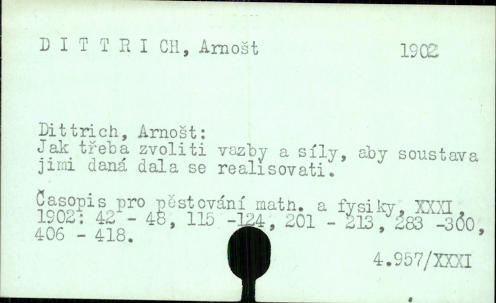 D I T T R I CH, Arnošt 1902
Dittrich, Arnošt:
Jak třeba zvoliti vazby a síly, aby soustava
jimi daná dala se realisovati.
Časopis pro pěstování math. a fysiky, XXXI,
1902: 42 - 48, 115 -124, 201 - 213, 283 -300,
406 - 418.
4.957/XXXI